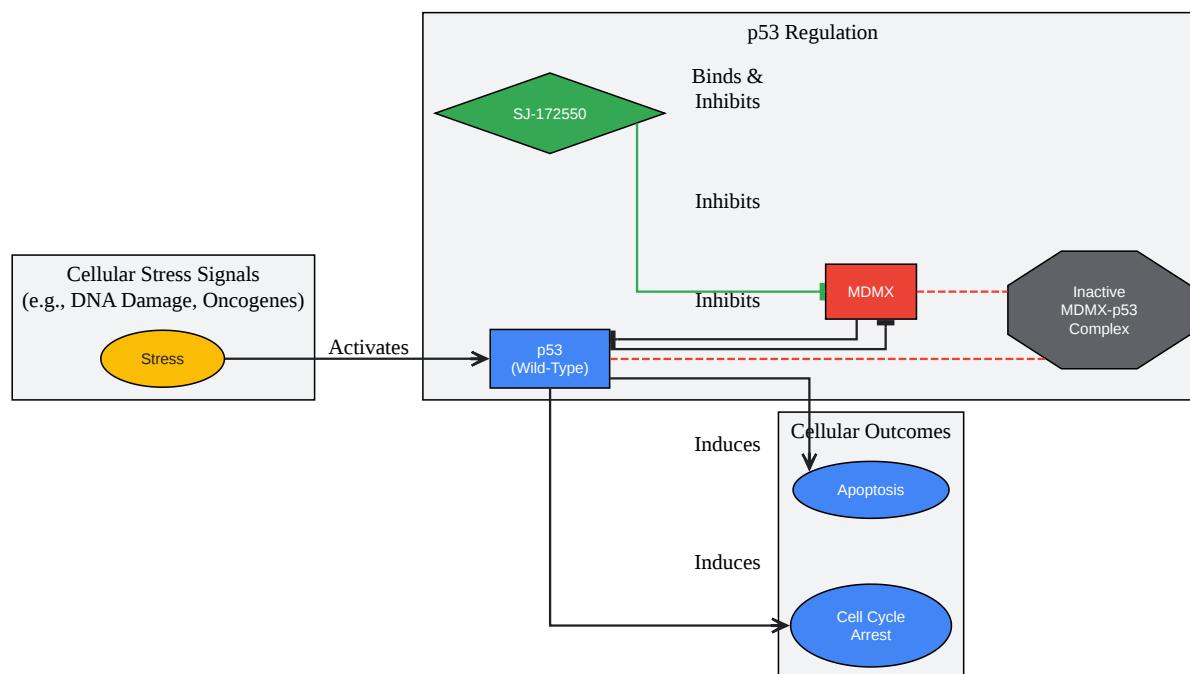 p53 Regulation
Binds &
Inhibits
SJ-172550
Inhibits
Cellular Stress Signals
(e.g., DNA Damage, Oncogenes)
Inhibits
MDMX
Inactive
MDMX-p53
Complex
Stress
Activates
p53
(Wild-Type)
Induces
Cellular Outcomes
Apoptosis
Induces
Cell Cycle
Arrest